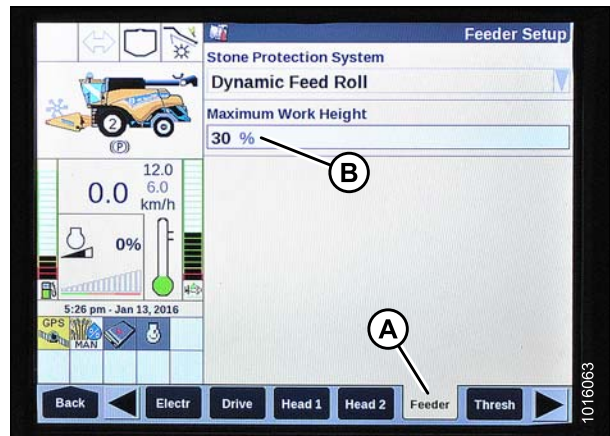 Feeder Setup
Stone Protection System
Dynamic Feed Roll
Maximum Work Height
30 %
B
2
(P)
12.0
0.0 6.0
km/h
0%
5:26 pm - Jan 13, 2016
GPS
%
MAN
A
Back Electr Drive Head 1 Head 2 Feeder Thresh
1016063